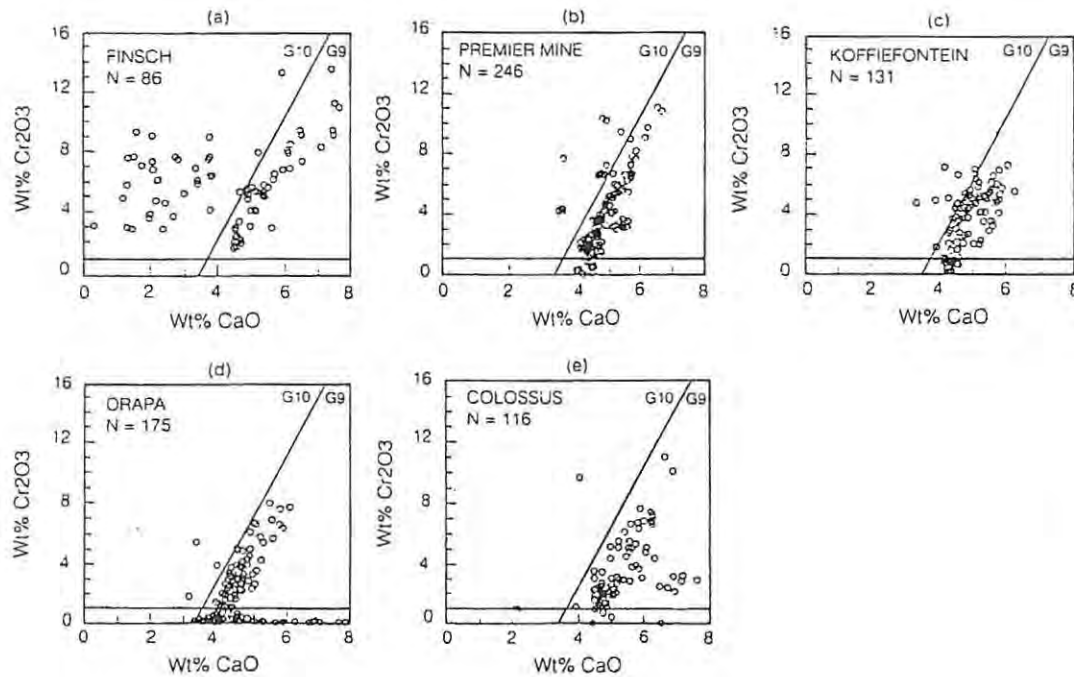 (a)
FINSCH
N = 86
G10 G9
Wt% Cr2O3
16
12
8
4
0
0 2 4 6 8
Wt% CaO
(b)
PREMIER MINE
N = 246
G10 G9
Wt% Cr2O3
16
12
8
4
0
0 2 4 6 8
Wt% CaO
(c)
KOFFIEFONTEIN
N = 131
G10 G9
Wt% Cr2O3
16
12
8
4
0
0 2 4 6 8
Wt% CaO
(d)
ORAPA
N = 175
G10 G9
Wt% Cr2O3
16
12
8
4
0
0 2 4 6 8
Wt% CaO
(e)
COLOSSUS
N = 116
G10 G9
Wt% Cr2O3
16
12
8
4
0
0 2 4 6 8
Wt% CaO